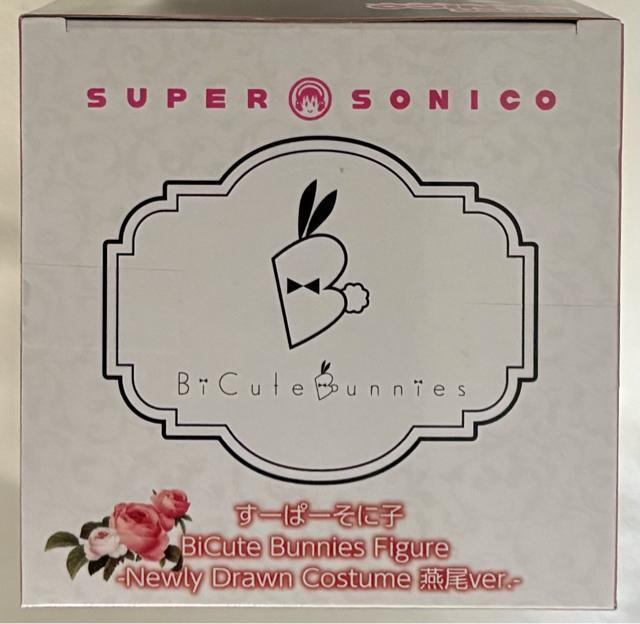 SUPER SONICO
BiCute Bunnies
すーぱーそに子
BiCute Bunnies Figure
-Newly Drawn Costume 燕尾ver.-